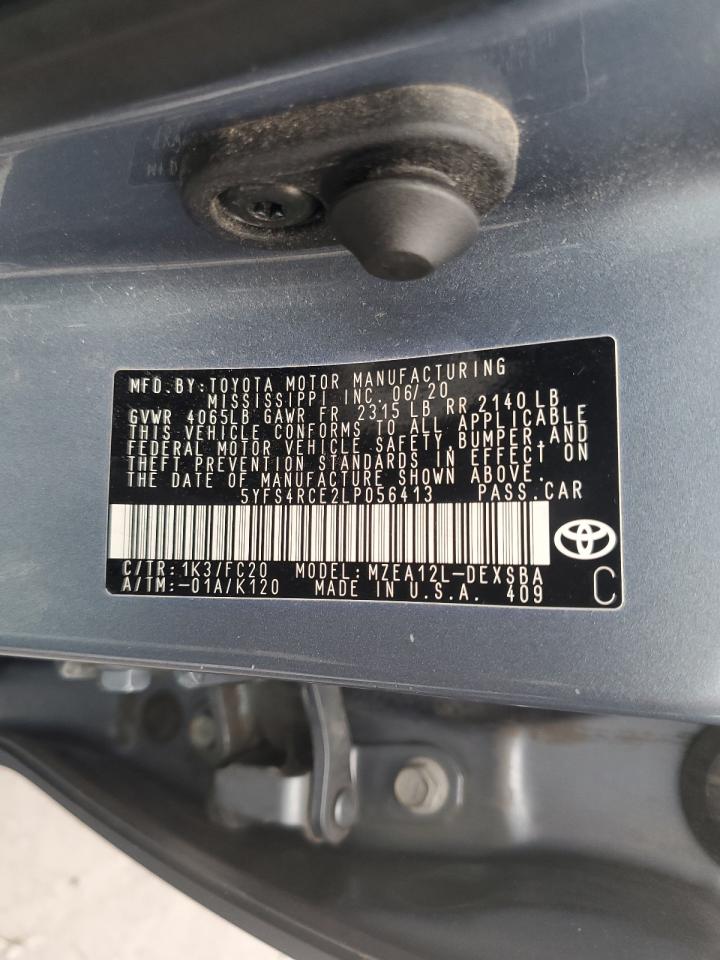 MFD.BY:TOYOTA MOTOR MANUFACTURING
MISSISSIPPI INC. 06/20
GVWR 4065LB GAWR FR 2315 LB RR 2140 LB
THIS VEHICLE CONFORMS TO ALL APPLICABLE
FEDERAL MOTOR VEHICLE SAFETY,BUMPER,AND
THEFT PREVENTION STANDARDS IN EFFECT ON
THE DATE OF MANUFACTURE SHOWN ABOVE.
5YFS4RCE2LP056413 PASS.CAR
C/TR: 1K3/FC20 MODEL: MZEA12L-DEXSBA
A/TM:-01A/K120 MADE IN U.S.A. 409 C